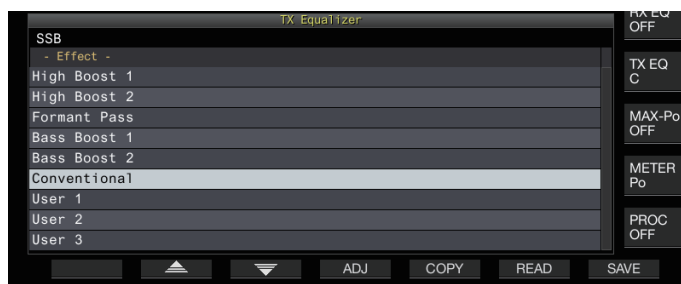 TX Equalizer
SSB
- Effect -
High Boost 1
High Boost 2
Formant Pass
Bass Boost 1
Bass Boost 2
Conventional
User 1
User 2
User 3
RX EQ
OFF
TX EQ
C
MAX-Po
OFF
METER
Po
PROC
OFF
ADJ COPY READ SAVE